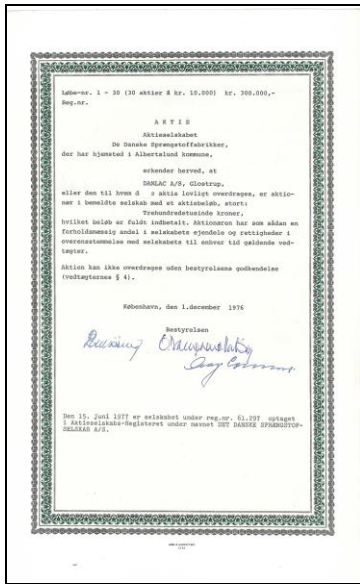 Løbe-nr. 1 - 30 (30 aktier à kr. 10.000) kr. 300.000,-
Reg.nr.
A K T I E
Aktieselskabet
De Danske Sprængstoffabrikker,
der har hjemsted i Albertslund kommune,
erkender herved, at
DANLAC A/S, Glostrup,
eller den til hvem d aktie lovligt overdrages, er aktio-
nær i bemeldte selskab med et aktiebeløb, stort:
Trehundredetusinde kroner,
hvilket beløb er fuldt indbetalt. Aktionæren har som sådan en
forholdsmæssig andel i selskabets ejendele og rettigheder i
overensstemmelse med selskabets til enhver tid gældende ved-
tægter.
Aktien kan ikke overdrages uden bestyrelsens godkendelse
(vedtægternes § 4).
København, den 1.december 1976
Bestyrelsen
Den 15. juni 1977 er selskabet under reg.nr. 61.097 optaget
i Aktieselskabs-Registeret under navnet DET DANSKE SPRÆNGSTOF-
SELSKAB A/S.